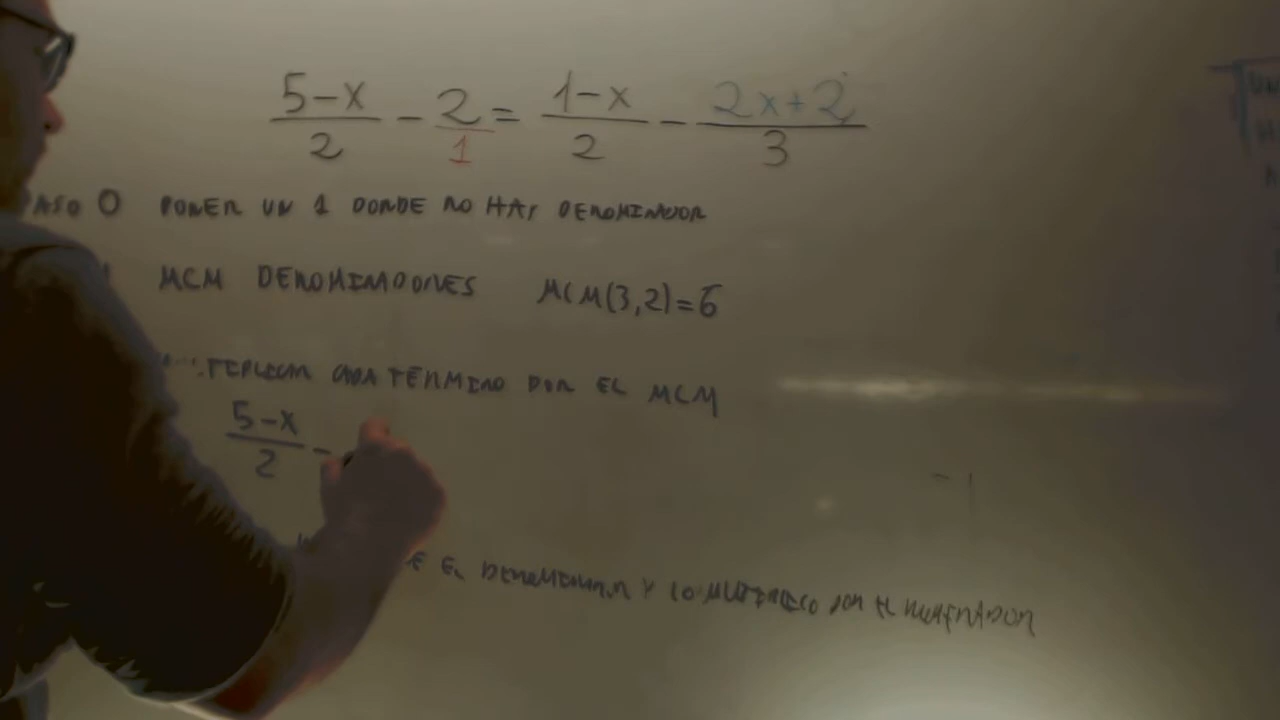 5-x/2 - 2/1 = 1-x/2 - 2x+2/3
ASO 0 PONER UN 1 DONDE NO HAY DENOMINADOR
MCM DENOMINADORES MCM(3,2)=6
CADA TERMINO POR EL MCM
5-x/2 -
E EL DENOMINADOR Y LO MULTIPLICO POR EL NUMERADOR